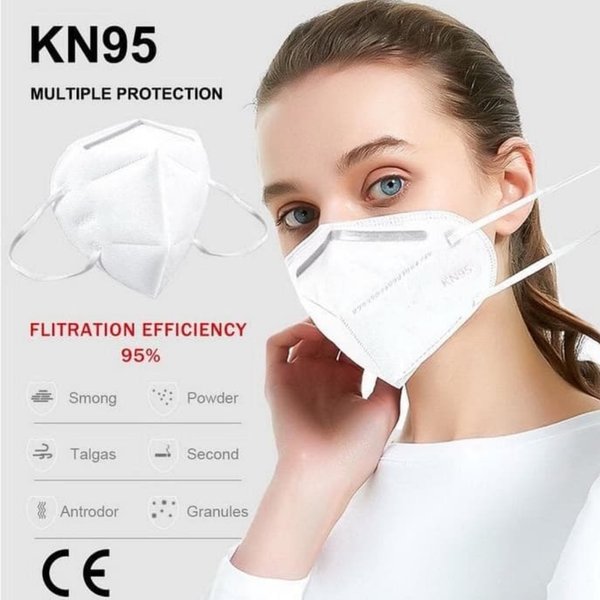 KN95
MULTIPLE PROTECTION
KN95
FLITRATION EFFICIENCY
95%
Smong
Powder
Talgas
Second
Antrodor
Granules
CE